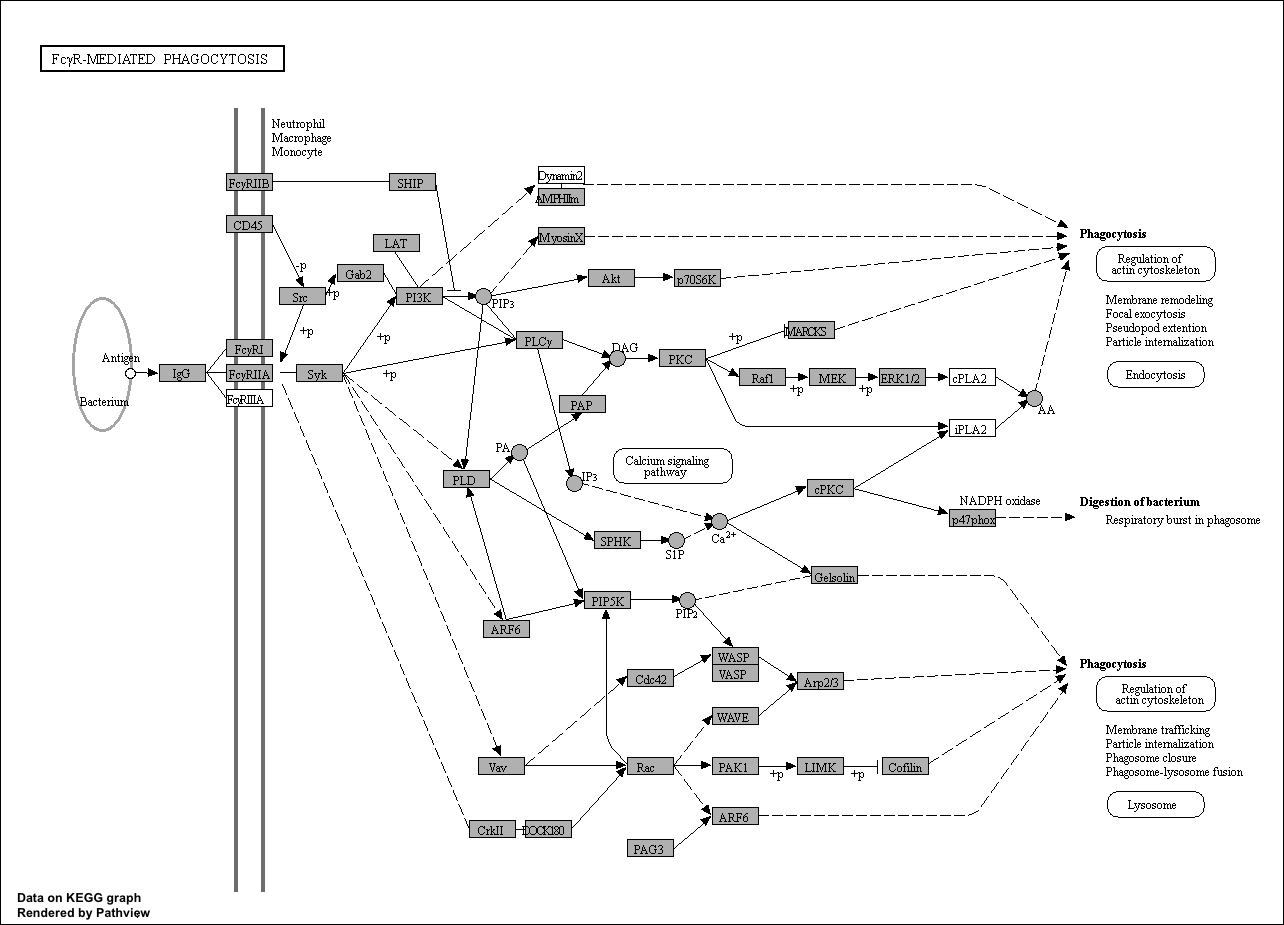 FcγR-MEDIATED PHAGOCYTOSIS
Neutrophil
Macrophage
Monocyte
FcγRIIB
SHIP
Dynamin2
AMPHIIm
CD45
LAT
MyosinX
Phagocytosis
Regulation of
actin cytoskeleton
-p
Gab2
Akt
p70S6K
Src
+p
PI3K
PIP3
Membrane remodeling
Focal exocytosis
Pseudopod extention
Particle internalization
+p
+p
PLCγ
+p
MARCKS
FcγRI
DAG
Antigen
IgG
FcγRIIA
Syk
+p
PKC
Raf1
+p
MEK
+p
ERK1/2
cPLA2
Endocytosis
Bacterium
FcγRIIIA
PAP
AA
iPLA2
PA
Calcium signaling
pathway
PLD
IP3
cPKC
NADPH oxidase
p47phox
Digestion of bacterium
Respiratory burst in phagosome
SPHK
S1P
Ca2+
Gelsolin
PIP5K
PIP2
ARF6
WASP
VASP
Phagocytosis
Cdc42
Arp2/3
Regulation of
actin cytoskeleton
WAVE
Membrane trafficking
Particle internalization
Phagosome closure
Phagosome-lysosome fusion
Vav
Rac
PAK1
+p
LIMK
+p
Cofilin
Lysosome
ARF6
CrkII
DOCK180
PAG3
Data on KEGG graph
Rendered by Pathview